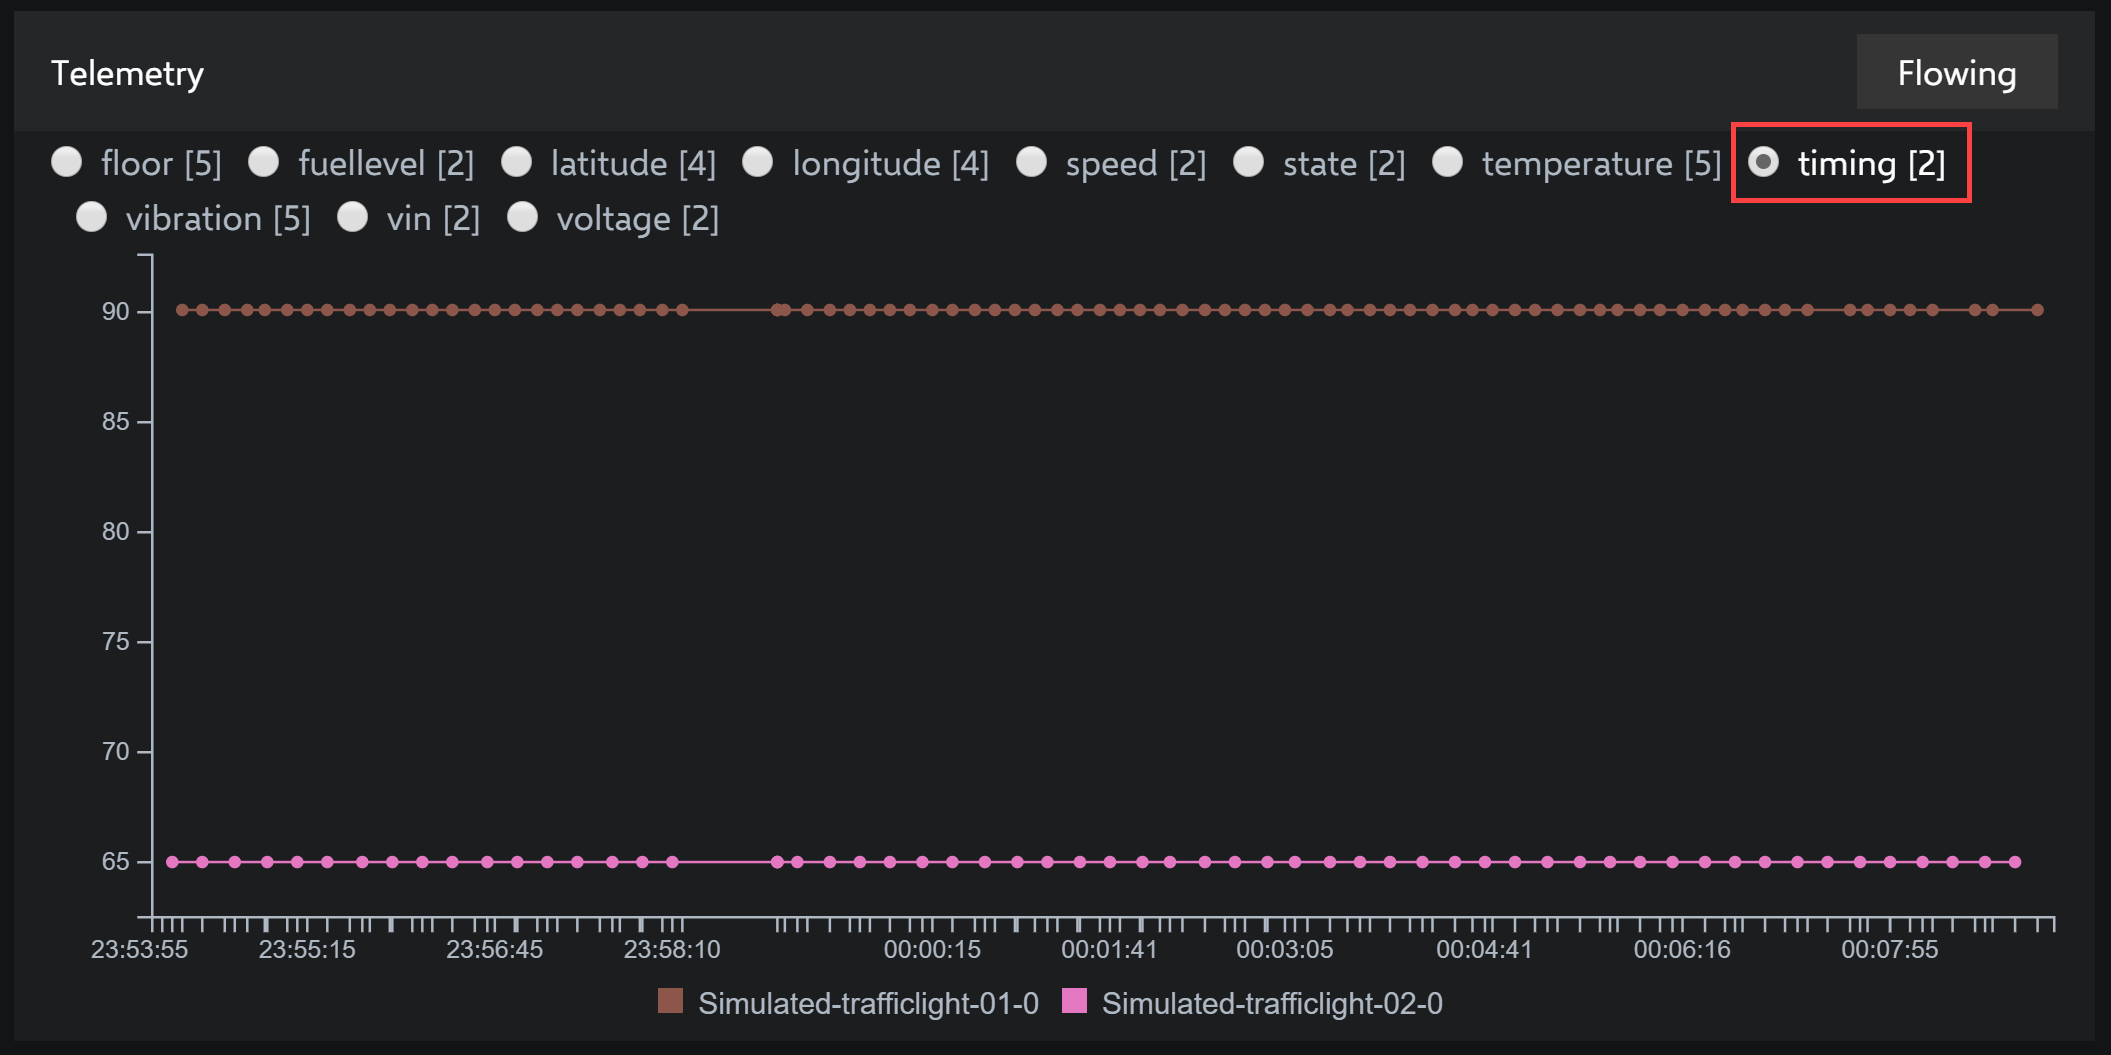 Telemetry
Flowing
floor [5] fuellevel [2] latitude [4] longitude [4] speed [2] state [2] temperature [5] timing [2]
vibration [5] vin [2] voltage [2]
90
85
80
75
70
65
23:53:55 23:55:15 23:56:45 23:58:10 00:00:15 00:01:41 00:03:05 00:04:41 00:06:16 00:07:55
Simulated-trafficlight-01-0 Simulated-trafficlight-02-0